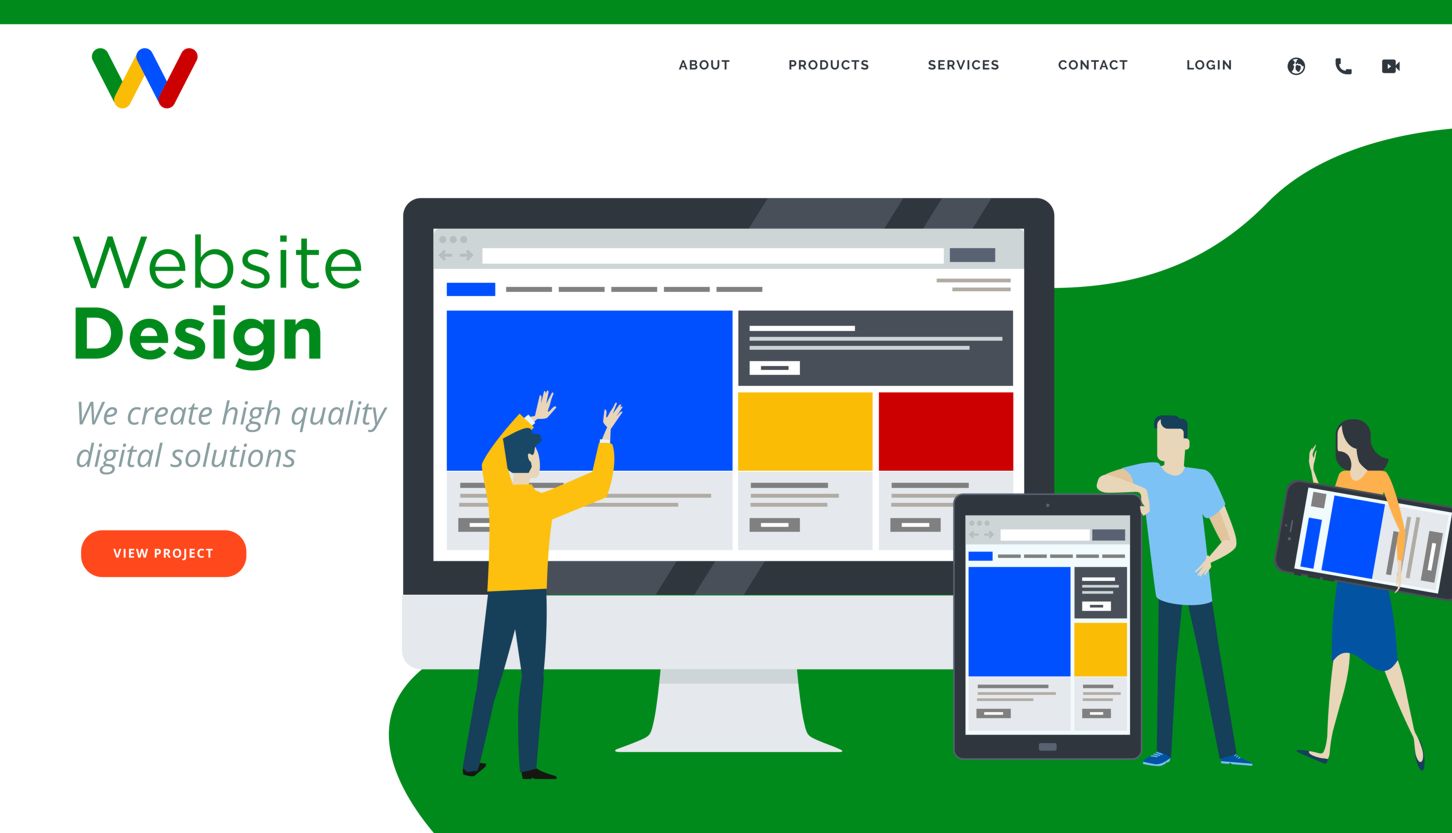 W
ABOUT PRODUCTS SERVICES CONTACT LOGIN
Website
Design
We create high quality
digital solutions
VIEW PROJECT